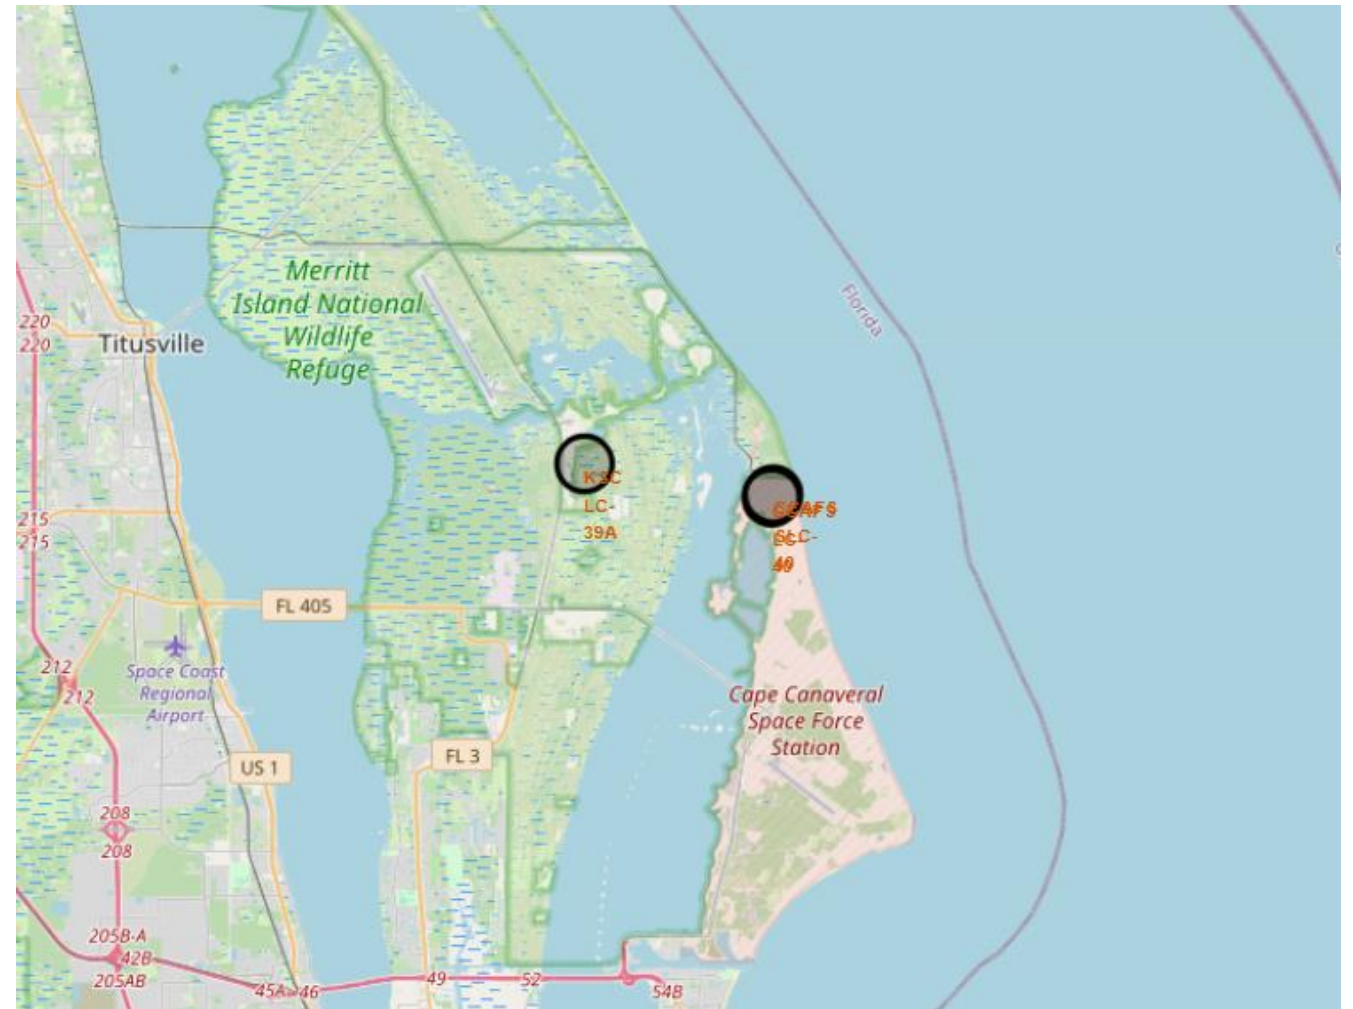 Florida
Merritt
Island National
Wildlife
Refuge
220
220
Titusville
KSC
LC-
39A
215
215
FL 405
212
212
Space Coast
Regional
Airport
Cape Canaveral
Space Force
Station
FL 3
US 1
208
208
205B-A
42B
205AB
45A
46
49
52
54B